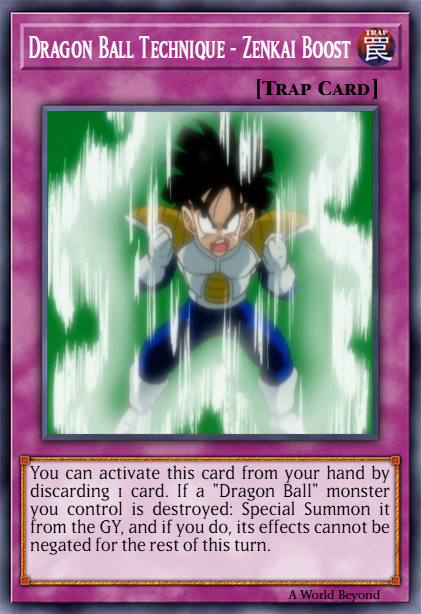 Dragon Ball Technique - Zenkai Boost
TRAP
罠
[Trap Card]
You can activate this card from your hand by
discarding 1 card. If a "Dragon Ball" monster
you control is destroyed: Special Summon it
from the GY, and if you do, its effects cannot be
negated for the rest of this turn.
A World Beyond